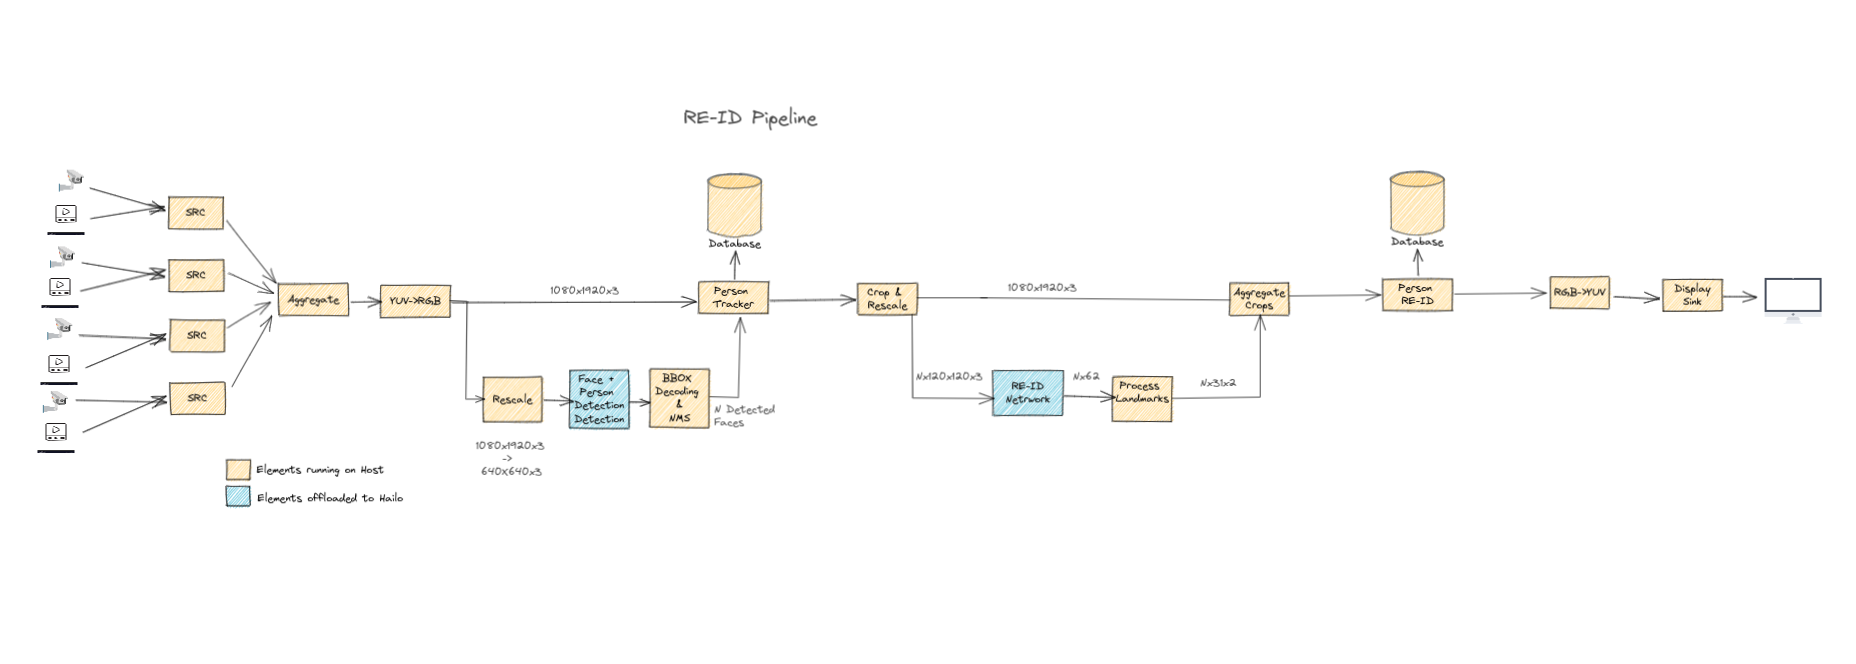 RE-ID Pipeline
SRC
SRC
SRC
SRC
Aggregate
YUV->RGB
1080x1920x3
Database
Person
Tracker
Rescale
1080x1920x3
->
640x640x3
Face +
Person
Detection
Detection
BBOX
Decoding
&
NMS
N Detected
Faces
Crop &
Rescale
1080x1920x3
Nx120x120x3
RE-ID
Netrwork
Nx62
Process
Landmarks
Nx31x2
Aggregate
Crops
Database
Person
RE-ID
RGB->YUV
Display
Sink
Elements running on Host
Elements offloaded to Hailo